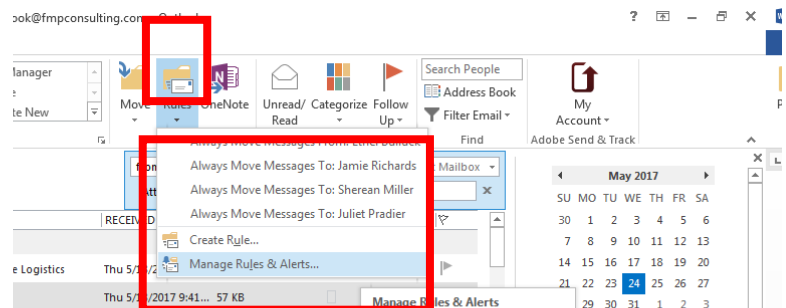 ook@fmpconsulting.com
?
Manager
te New
Move
Rules
OneNote
Unread/
Read
Categorize
Follow
Up
Search People
Address Book
Filter Email
Find
My
Account
Adobe Send & Track
Always Move Messages To: Jamie Richards
Always Move Messages To: Sherean Miller
Always Move Messages To: Juliet Pradier
Create Rule...
Manage Rules & Alerts...
Mailbox
RECEIVED
e Logistics
Thu 5/
Thu 5/ /2017 9:41... 57 KB
Manage Rules & Alerts
May 2017
SU MO TU WE TH FR SA
30 1 2 3 4 5 6
7 8 9 10 11 12 13
14 15 16 17 18 19 20
21 22 23 24 25 26 27
29 30 31 1 2 3